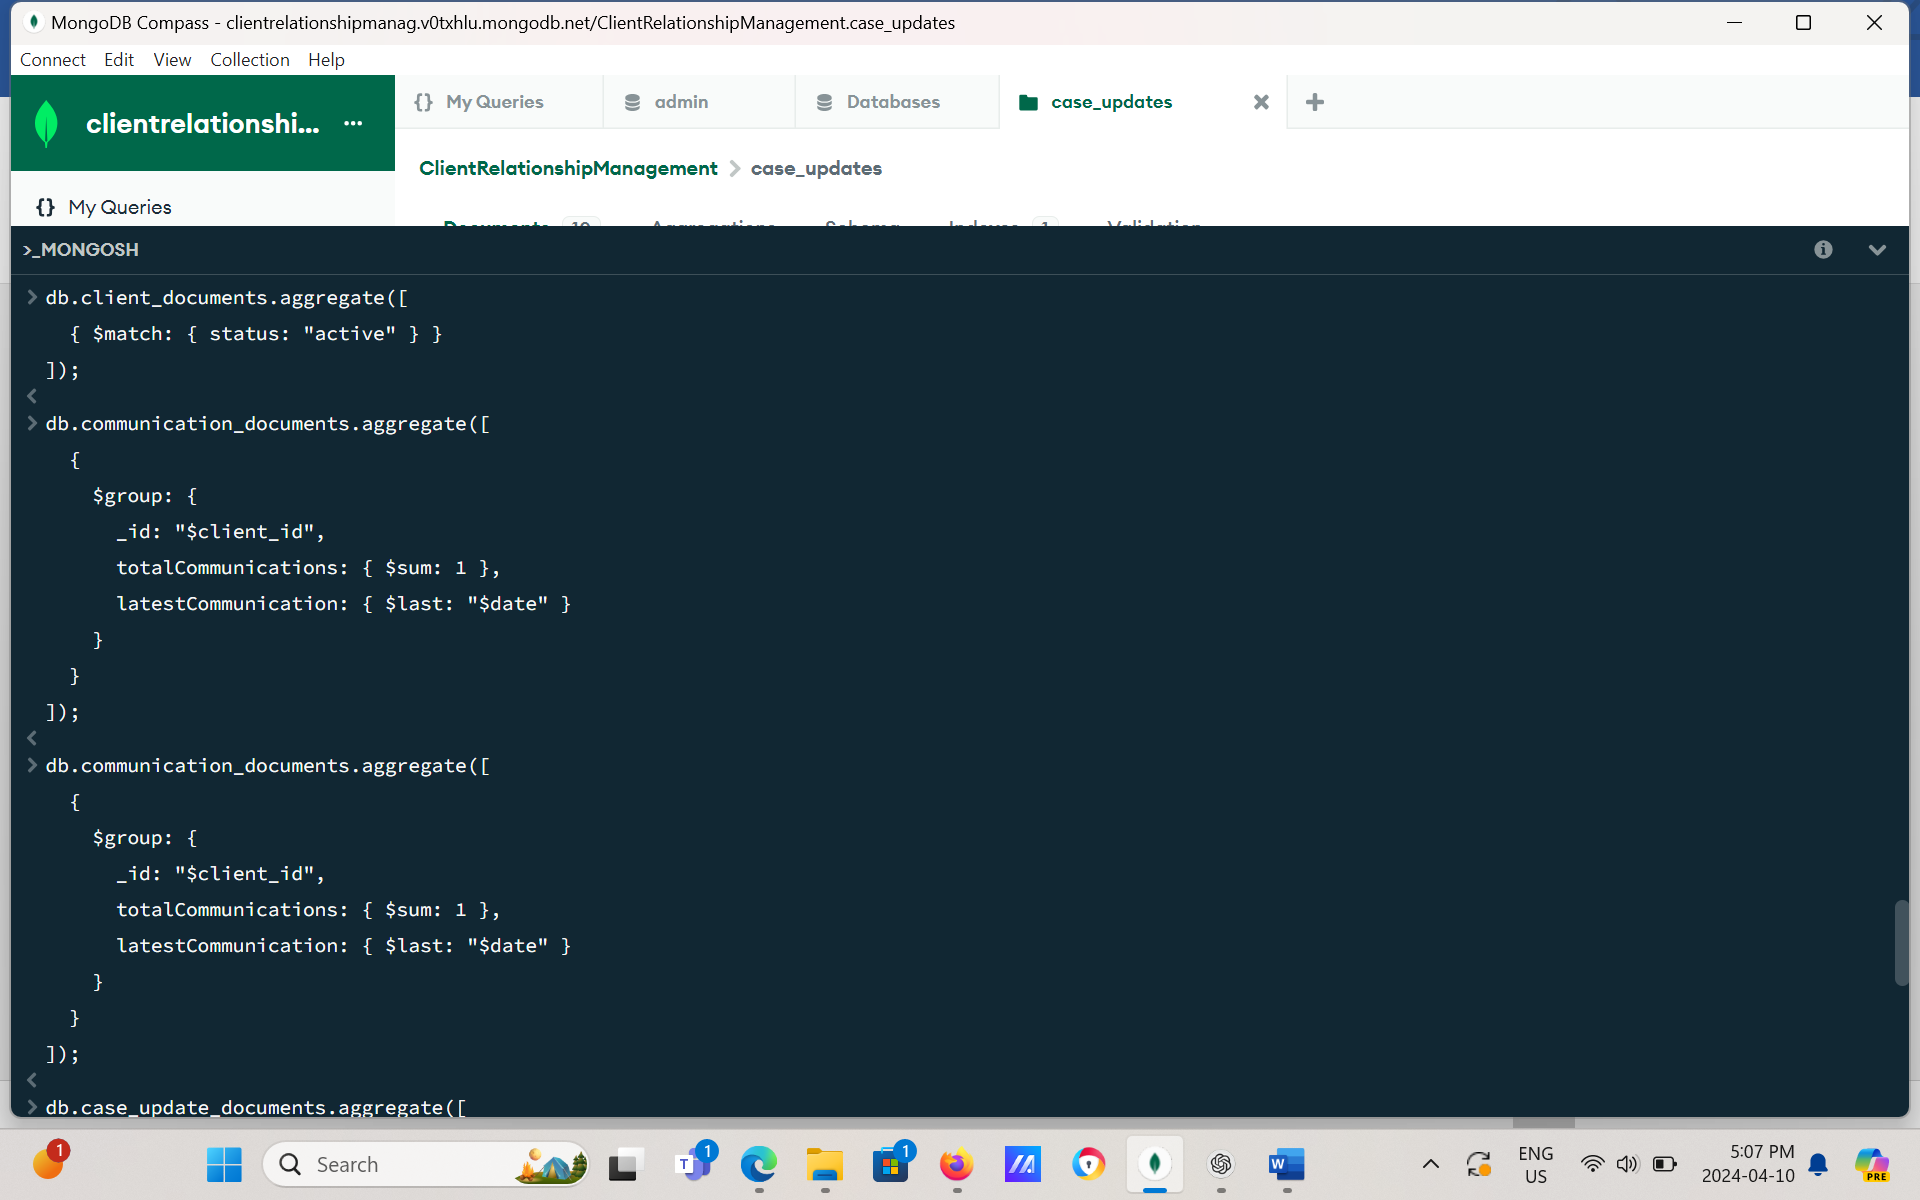 MongoDB Compass - clientrelationshipmanag.v0txhlu.mongodb.net/ClientRelationshipManagement.case_updates
Connect Edit View Collection Help
clientrelationshi... ...
{} My Queries admin Databases case_updates
ClientRelationshipManagement > case_updates
{} My Queries
Documents 10 Aggregations Schema Indexes 1 Validation
>_MONGOSH
> db.client_documents.aggregate([
{ $match: { status: "active" } }
]);
<
> db.communication_documents.aggregate([
{
$group: {
_id: "$client_id",
totalCommunications: { $sum: 1 },
latestCommunication: { $last: "$date" }
}
}
]);
<
> db.communication_documents.aggregate([
{
$group: {
_id: "$client_id",
totalCommunications: { $sum: 1 },
latestCommunication: { $last: "$date" }
}
}
]);
<
> db.case_update_documents.aggregate([
1
Search
T 1
1
W
ENG
US
5:07 PM
2024-04-10
PRE